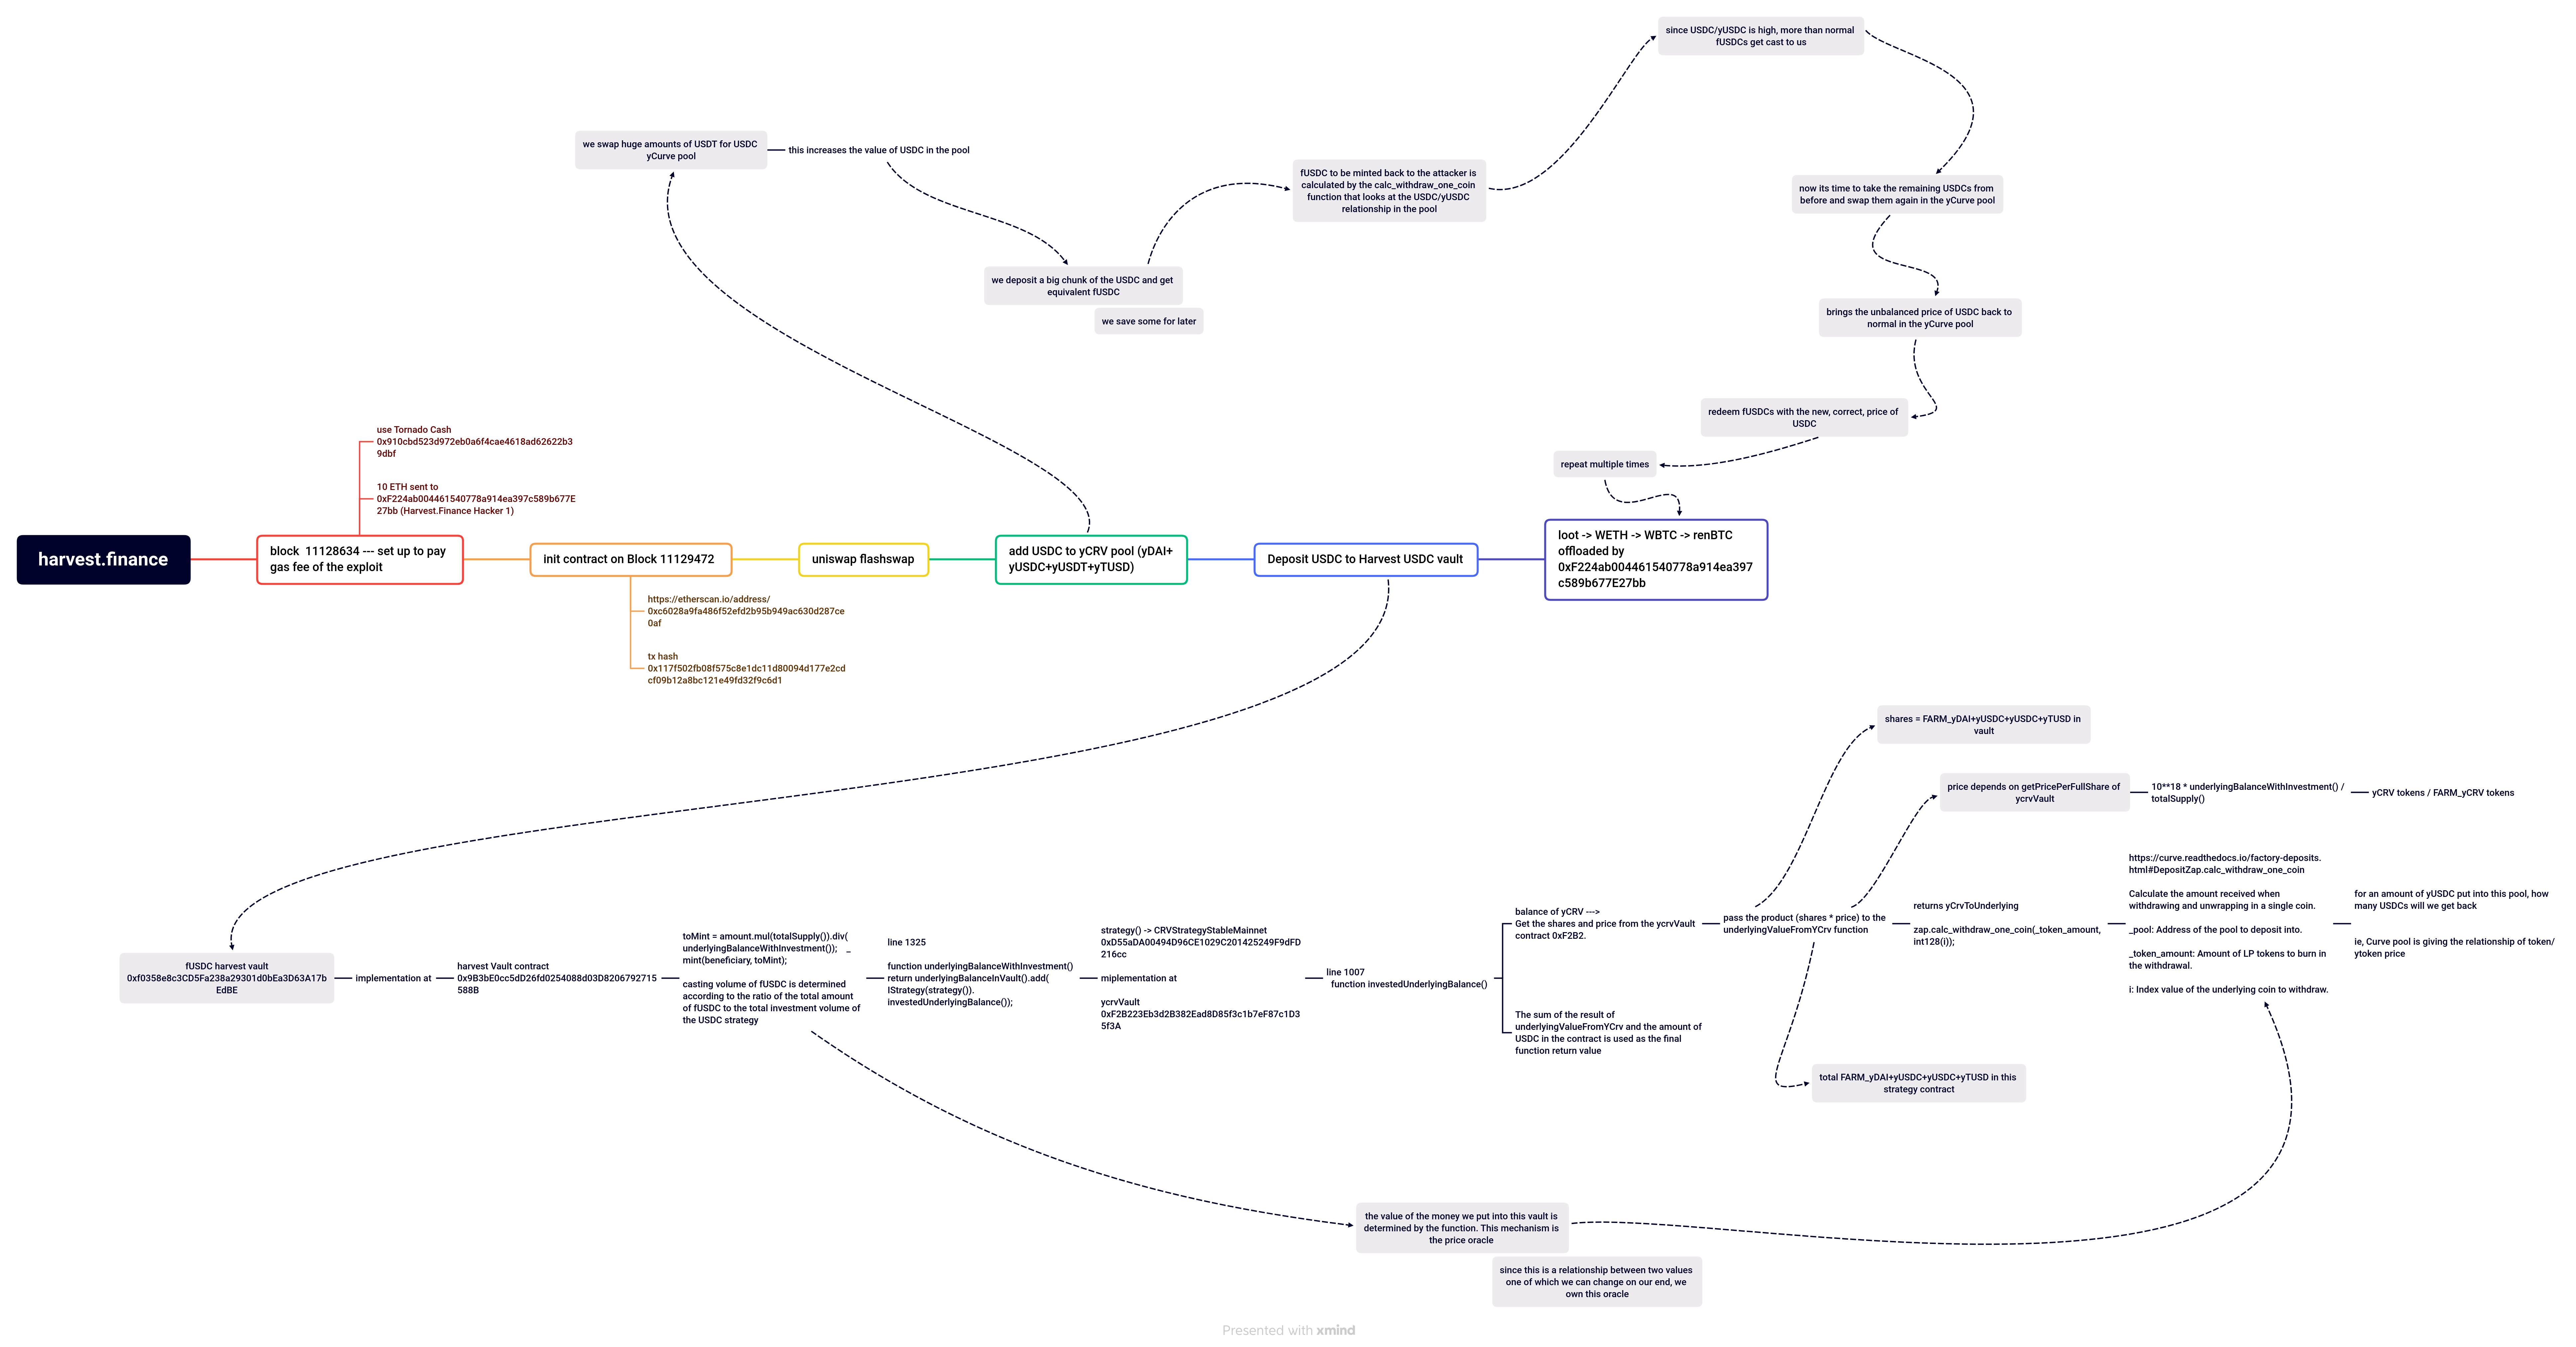 since USDC/yUSDC is high, more than normal
fUSDCs get cast to us
we swap huge amounts of USDT for USDC
yCurve pool
this increases the value of USDC in the pool
fUSDC to be minted back to the attacker is
calculated by the calc_withdraw_one_coin
function that looks at the USDC/yUSDC
relationship in the pool
now its time to take the remaining USDCs from
before and swap them again in the yCurve pool
we deposit a big chunk of the USDC and get
equivalent fUSDC
we save some for later
brings the unbalanced price of USDC back to
normal in the yCurve pool
redeem fUSDCs with the new, correct, price of
USDC
repeat multiple times
use Tornado Cash
0x910cbd523d972eb0a6f4cae4618ad62622b3
9dbf
10 ETH sent to
0xF224ab004461540778a914ea397c589b677E
27bb (Harvest.Finance Hacker 1)
harvest.finance
block  11128634 --- set up to pay
gas fee of the exploit
init contract on Block 11129472
uniswap flashswap
add USDC to yCRV pool (yDAI+
yUSDC+yUSDT+yTUSD)
Deposit USDC to Harvest USDC vault
loot -> WETH -> WBTC -> renBTC
offloaded by
0xF224ab004461540778a914ea397
c589b677E27bb
https://etherscan.io/address/
0xc6028a9fa486f52efd2b95b949ac630d287ce
0af
tx hash
0x117f502fb08f575c8e1dc11d80094d177e2cd
cf09b12a8bc121e49fd32f9c6d1
shares = FARM_yDAI+yUSDC+yUSDC+yTUSD in
vault
price depends on getPricePerFullShare of
ycrvVault
10**18 * underlyingBalanceWithInvestment() /
totalSupply()
yCRV tokens / FARM_yCRV tokens
fUSDC harvest vault
0xf0358e8c3CD5Fa238a29301d0bEa3D63A17b
EdBE
implementation at
harvest Vault contract
0x9B3bE0cc5dD26fd0254088d03D8206792715
588B
toMint = amount.mul(totalSupply()).div(
underlyingBalanceWithInvestment());    _
mint(beneficiary, toMint);
casting volume of fUSDC is determined
according to the ratio of the total amount
of fUSDC to the total investment volume of
the USDC strategy
line 1325
function underlyingBalanceWithInvestment()
return underlyingBalanceInVault().add(
IStrategy(strategy()).
investedUnderlyingBalance());
strategy() -> CRVStrategyStableMainnet
0xD55aDA00494D96CE1029C201425249F9dFD
216cc
miplementation at
ycrvVault
0xF2B223Eb3d2B382Ead8D85f3c1b7eF87c1D3
5f3A
line 1007
function investedUnderlyingBalance()
balance of yCRV --->
Get the shares and price from the ycrvVault
contract 0xF2B2.
The sum of the result of
underlyingValueFromYCrv and the amount of
USDC in the contract is used as the final
function return value
pass the product (shares * price) to the
underlyingValueFromYCrv function
returns yCrvToUnderlying
zap.calc_withdraw_one_coin(_token_amount,
int128(i));
https://curve.readthedocs.io/factory-deposits.
html#DepositZap.calc_withdraw_one_coin
Calculate the amount received when
withdrawing and unwrapping in a single coin.
_pool: Address of the pool to deposit into.
_token_amount: Amount of LP tokens to burn in
the withdrawal.
i: Index value of the underlying coin to withdraw.
for an amount of yUSDC put into this pool, how
many USDCs will we get back
ie, Curve pool is giving the relationship of token/
ytoken price
total FARM_yDAI+yUSDC+yUSDC+yTUSD in this
strategy contract
the value of the money we put into this vault is
determined by the function. This mechanism is
the price oracle
since this is a relationship between two values
one of which we can change on our end, we
own this oracle
Presented with xmind